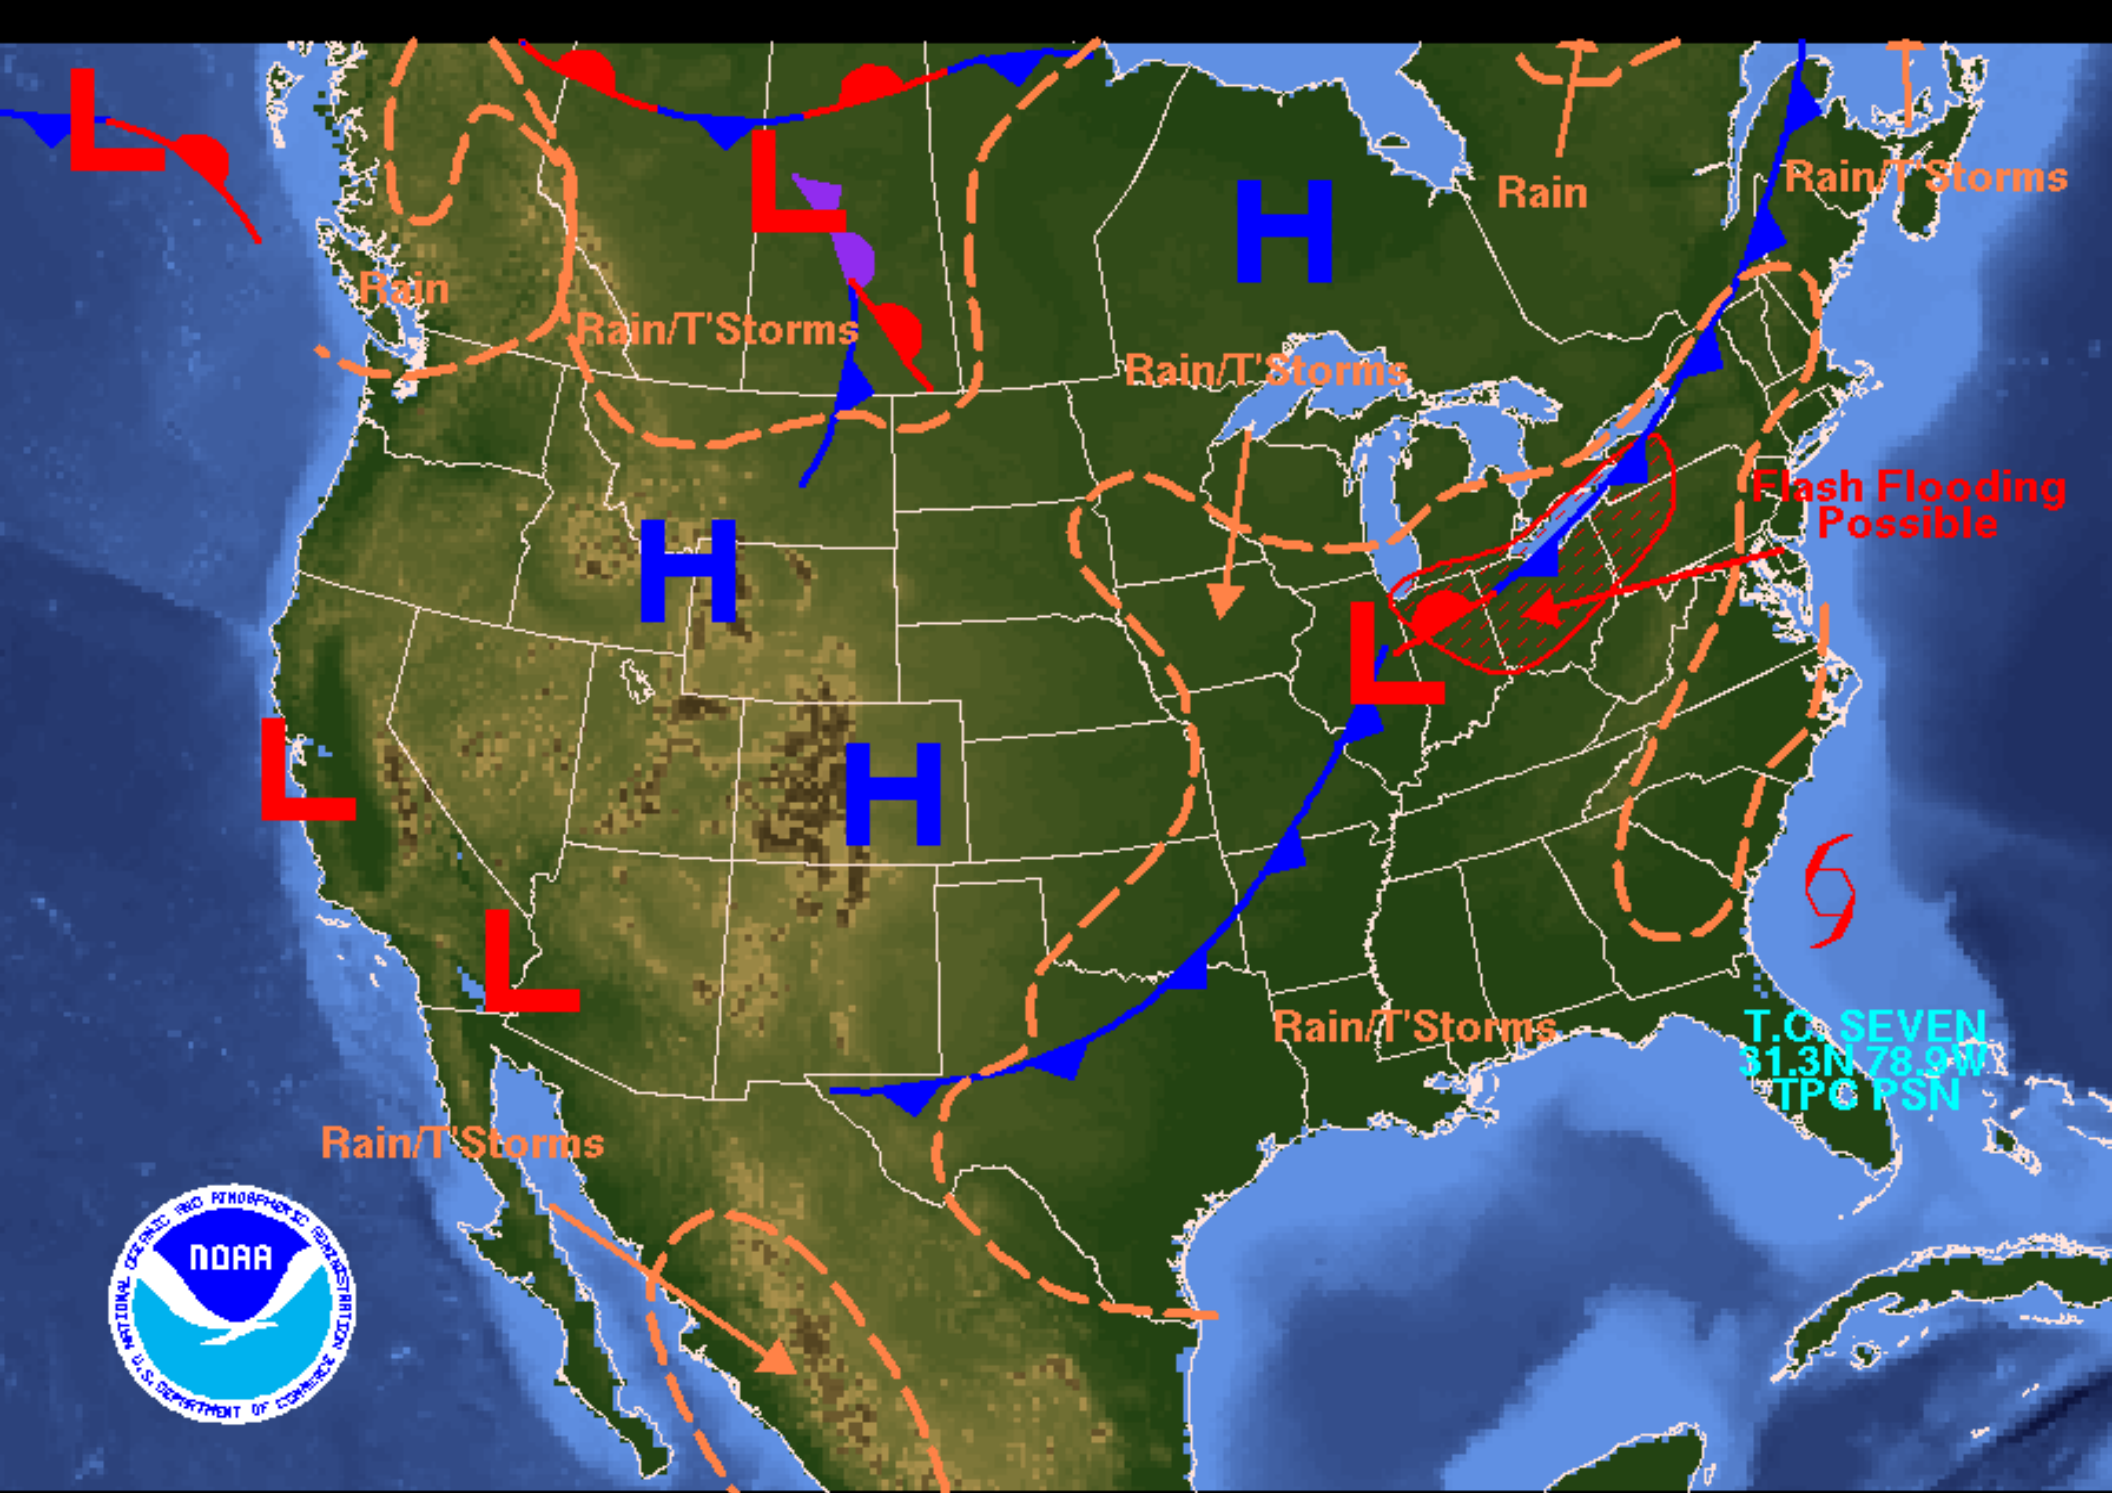 Rain
Rain/T'Storms
Rain
Rain/T'Storms
Rain/T'Storms
Flash Flooding
Possible
H
H
H
L
L
L
L
L
Rain/T'Storms
T.C. SEVEN
31.3N 78.9W
TPC PSN
Rain/T'Storms
NATIONAL OCEANIC AND ATMOSPHERIC ADMINISTRATION
NOAA
U.S. DEPARTMENT OF COMMERCE